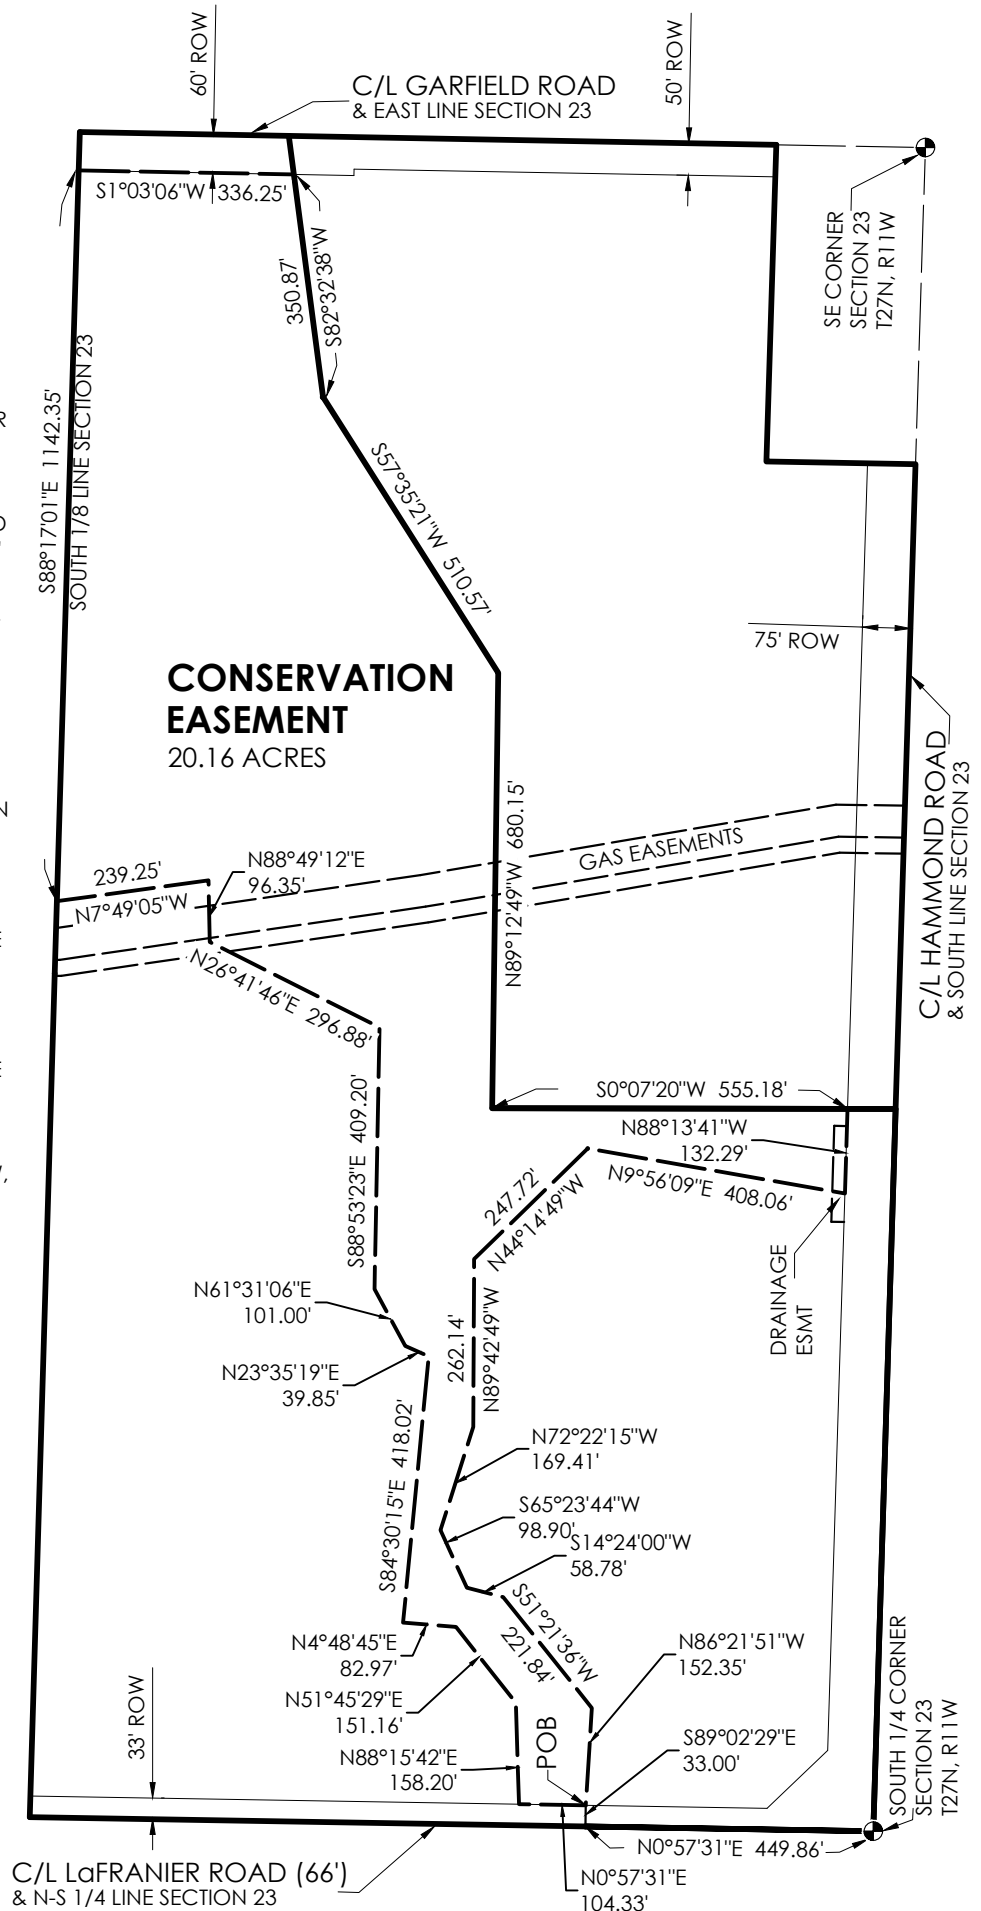 60' ROW
C/L GARFIELD ROAD
& EAST LINE SECTION 23
50' ROW
S1°03'06"W 336.25'
350.87'
S82°32'38"W
SE CORNER
SECTION 23
T27N, R11W
S88°17'01"E 1142.35'
SOUTH 1/8 LINE SECTION 23
R
S57°35'21"W 510.57'
O
75' ROW
CONSERVATION
EASEMENT
20.16 ACRES
C/L HAMMOND ROAD
& SOUTH LINE SECTION 23
N
N89°12'49"W 680.15'
GAS EASEMENTS
239.25'
N7°49'05"W
N88°49'12"E
96.35'
E
N26°41'46"E 296.88'
E
S88°53'23"E 409.20'
S0°07'20"W 555.18'
N88°13'41"W
132.29'
N9°56'09"E 408.06'
247.72'
N44°14'49"W
DRAINAGE
ESMT
N61°31'06"E
101.00'
262.14'
N89°42'49"W
N23°35'19"E
39.85'
S84°30'15"E 418.02'
N72°22'15"W
169.41'
S65°23'44"W
98.90'
S14°24'00"W
58.78'
S51°21'36"W
221.84'
N4°48'45"E
82.97'
N86°21'51"W
152.35'
N51°45'29"E
151.16'
33' ROW
POB
S89°02'29"E
33.00'
N88°15'42"E
158.20'
SOUTH 1/4 CORNER
SECTION 23
T27N, R11W
N0°57'31"E 449.86'
C/L LaFRANIER ROAD (66')
& N-S 1/4 LINE SECTION 23
N0°57'31"E
104.33'